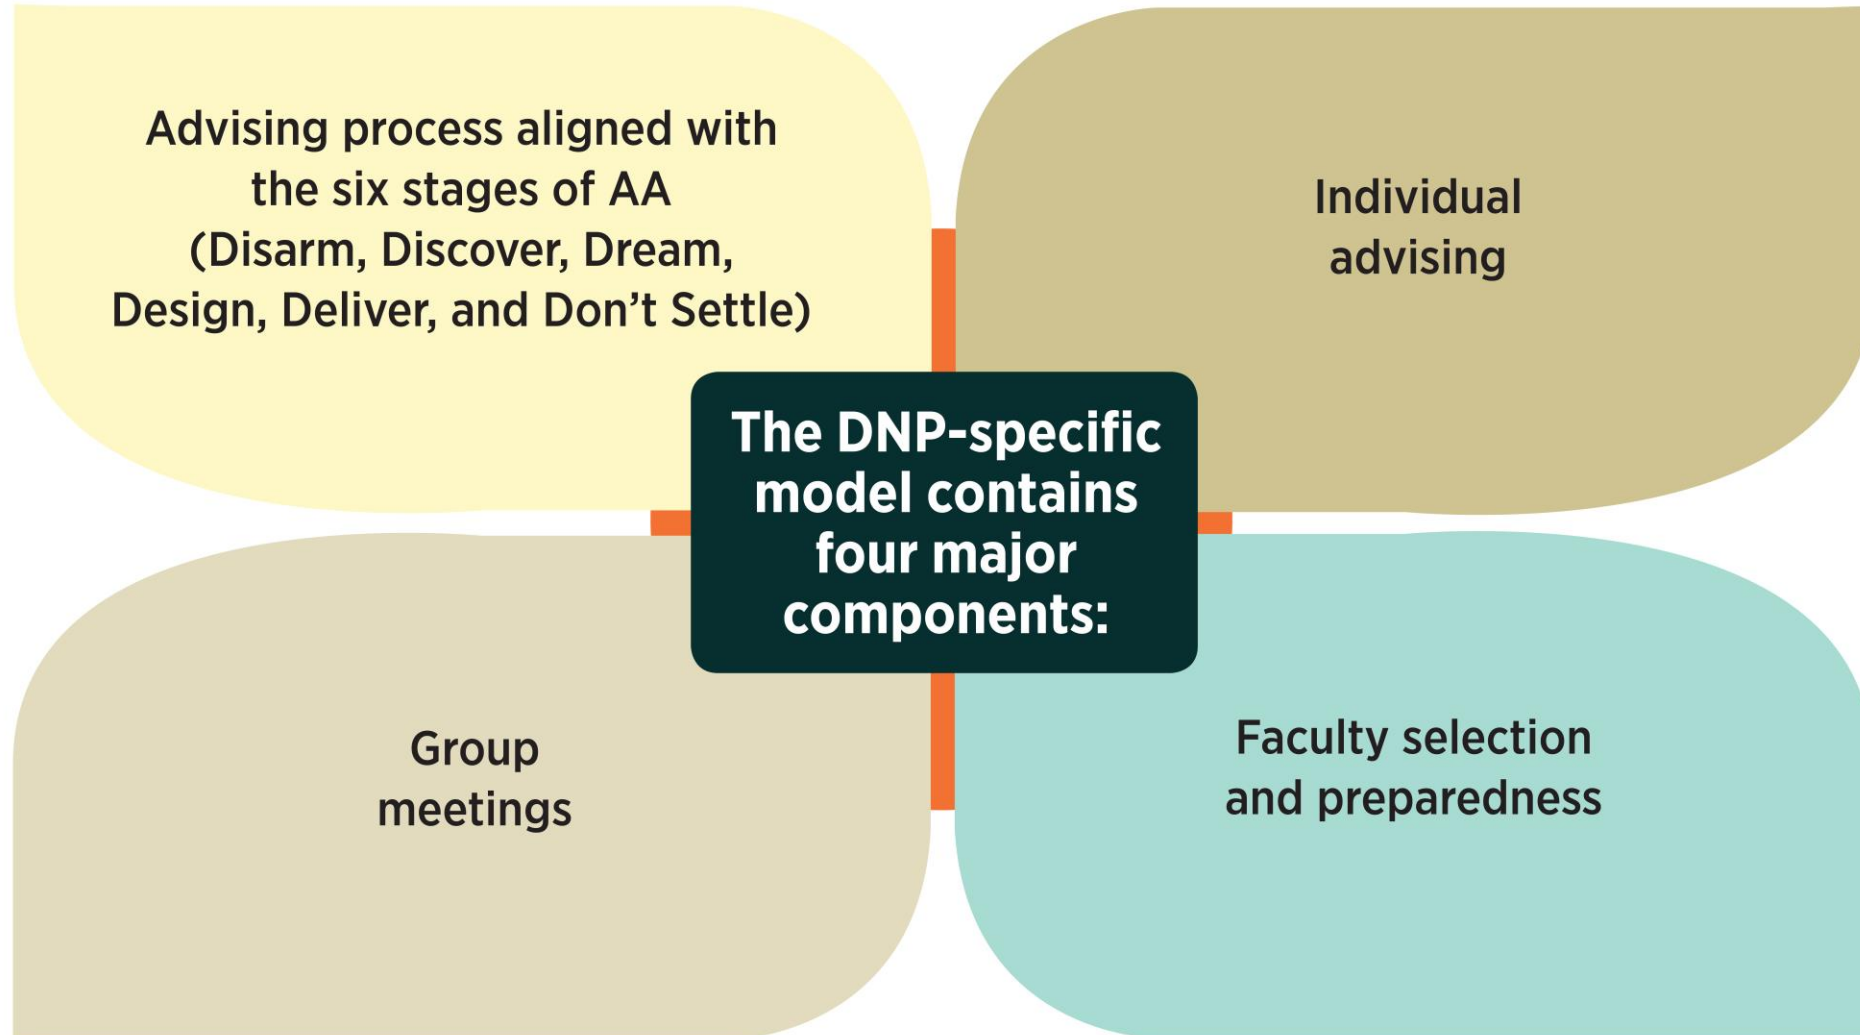 Advising process aligned with
the six stages of AA
(Disarm, Discover, Dream,
Design, Deliver, and Don’t Settle)
Individual
advising
The DNP-specific
model contains
four major
components:
Group
meetings
Faculty selection
and preparedness